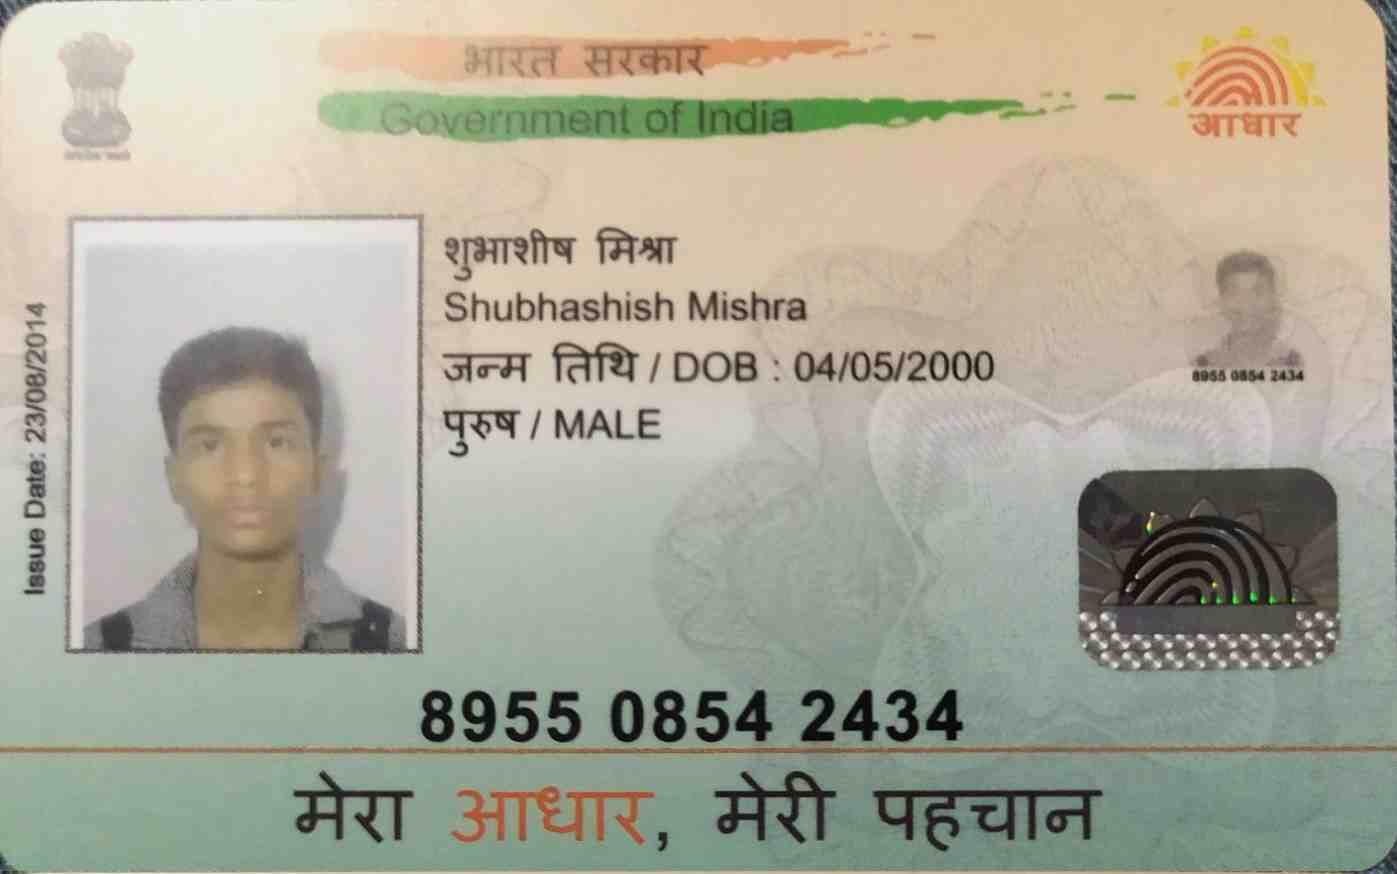 भारत सरकार
Government of India
आधार
शुभाशीष मिश्रा
Shubhashish Mishra
जन्म तिथि / DOB : 04/05/2000
पुरुष / MALE
8955 0854 2434
Issue Date: 23/08/2014
8955 0854 2434
मेरा आधार, मेरी पहचान